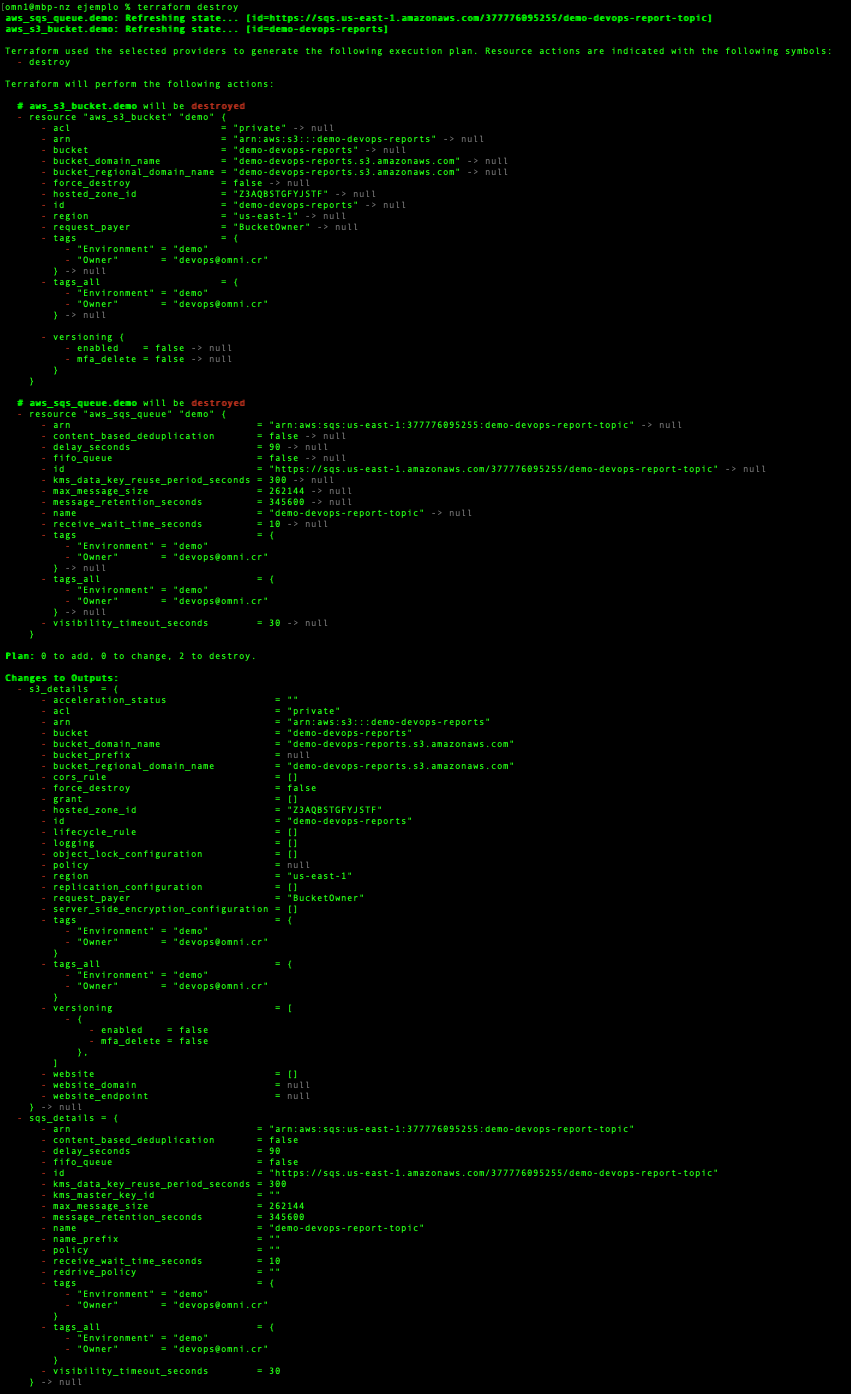 [omn1@mbp-nz ejemplo % terraform destroy
aws_sqs_queue.demo: Refreshing state... [id=https://sqs.us-east-1.amazonaws.com/377776095255/demo-devops-report-topic]
aws_s3_bucket.demo: Refreshing state... [id=demo-devops-reports]
Terraform used the selected providers to generate the following execution plan. Resource actions are indicated with the following symbols:
  - destroy
Terraform will perform the following actions:
  # aws_s3_bucket.demo will be destroyed
  - resource "aws_s3_bucket" "demo" {
      - acl                         = "private" -> null
      - arn                         = "arn:aws:s3:::demo-devops-reports" -> null
      - bucket                      = "demo-devops-reports" -> null
      - bucket_domain_name          = "demo-devops-reports.s3.amazonaws.com" -> null
      - bucket_regional_domain_name = "demo-devops-reports.s3.amazonaws.com" -> null
      - force_destroy               = false -> null
      - hosted_zone_id              = "Z3AQBSTGFYJSTF" -> null
      - id                          = "demo-devops-reports" -> null
      - region                      = "us-east-1" -> null
      - request_payer               = "BucketOwner" -> null
      - tags                        = {
          - "Environment" = "demo"
          - "Owner"       = "devops@omni.cr"
        } -> null
      - tags_all                    = {
          - "Environment" = "demo"
          - "Owner"       = "devops@omni.cr"
        } -> null
      - versioning {
          - enabled    = false -> null
          - mfa_delete = false -> null
        }
    }
  # aws_sqs_queue.demo will be destroyed
  - resource "aws_sqs_queue" "demo" {
      - arn                               = "arn:aws:sqs:us-east-1:377776095255:demo-devops-report-topic" -> null
      - content_based_deduplication       = false -> null
      - delay_seconds                     = 90 -> null
      - fifo_queue                        = false -> null
      - id                                = "https://sqs.us-east-1.amazonaws.com/377776095255/demo-devops-report-topic" -> null
      - kms_data_key_reuse_period_seconds = 300 -> null
      - max_message_size                  = 262144 -> null
      - message_retention_seconds         = 345600 -> null
      - name                              = "demo-devops-report-topic" -> null
      - receive_wait_time_seconds         = 10 -> null
      - tags                              = {
          - "Environment" = "demo"
          - "Owner"       = "devops@omni.cr"
        } -> null
      - tags_all                          = {
          - "Environment" = "demo"
          - "Owner"       = "devops@omni.cr"
        } -> null
      - visibility_timeout_seconds        = 30 -> null
    }
Plan: 0 to add, 0 to change, 2 to destroy.
Changes to Outputs:
  - s3_details  = {
      - acceleration_status                  = ""
      - acl                                  = "private"
      - arn                                  = "arn:aws:s3:::demo-devops-reports"
      - bucket                               = "demo-devops-reports"
      - bucket_domain_name                   = "demo-devops-reports.s3.amazonaws.com"
      - bucket_prefix                        = null
      - bucket_regional_domain_name          = "demo-devops-reports.s3.amazonaws.com"
      - cors_rule                            = []
      - force_destroy                        = false
      - grant                                = []
      - hosted_zone_id                       = "Z3AQBSTGFYJSTF"
      - id                                   = "demo-devops-reports"
      - lifecycle_rule                       = []
      - logging                              = []
      - object_lock_configuration            = []
      - policy                               = null
      - region                               = "us-east-1"
      - replication_configuration            = []
      - request_payer                        = "BucketOwner"
      - server_side_encryption_configuration = []
      - tags                                 = {
          - "Environment" = "demo"
          - "Owner"       = "devops@omni.cr"
        }
      - tags_all                             = {
          - "Environment" = "demo"
          - "Owner"       = "devops@omni.cr"
        }
      - versioning                           = [
          - {
              - enabled    = false
              - mfa_delete = false
            },
        ]
      - website                              = []
      - website_domain                       = null
      - website_endpoint                     = null
    } -> null
  - sqs_details = {
      - arn                               = "arn:aws:sqs:us-east-1:377776095255:demo-devops-report-topic"
      - content_based_deduplication       = false
      - delay_seconds                     = 90
      - fifo_queue                        = false
      - id                                = "https://sqs.us-east-1.amazonaws.com/377776095255/demo-devops-report-topic"
      - kms_data_key_reuse_period_seconds = 300
      - kms_master_key_id                 = ""
      - max_message_size                  = 262144
      - message_retention_seconds         = 345600
      - name                              = "demo-devops-report-topic"
      - name_prefix                       = ""
      - policy                            = ""
      - receive_wait_time_seconds         = 10
      - redrive_policy                    = ""
      - tags                              = {
          - "Environment" = "demo"
          - "Owner"       = "devops@omni.cr"
        }
      - tags_all                          = {
          - "Environment" = "demo"
          - "Owner"       = "devops@omni.cr"
        }
      - visibility_timeout_seconds        = 30
    } -> null